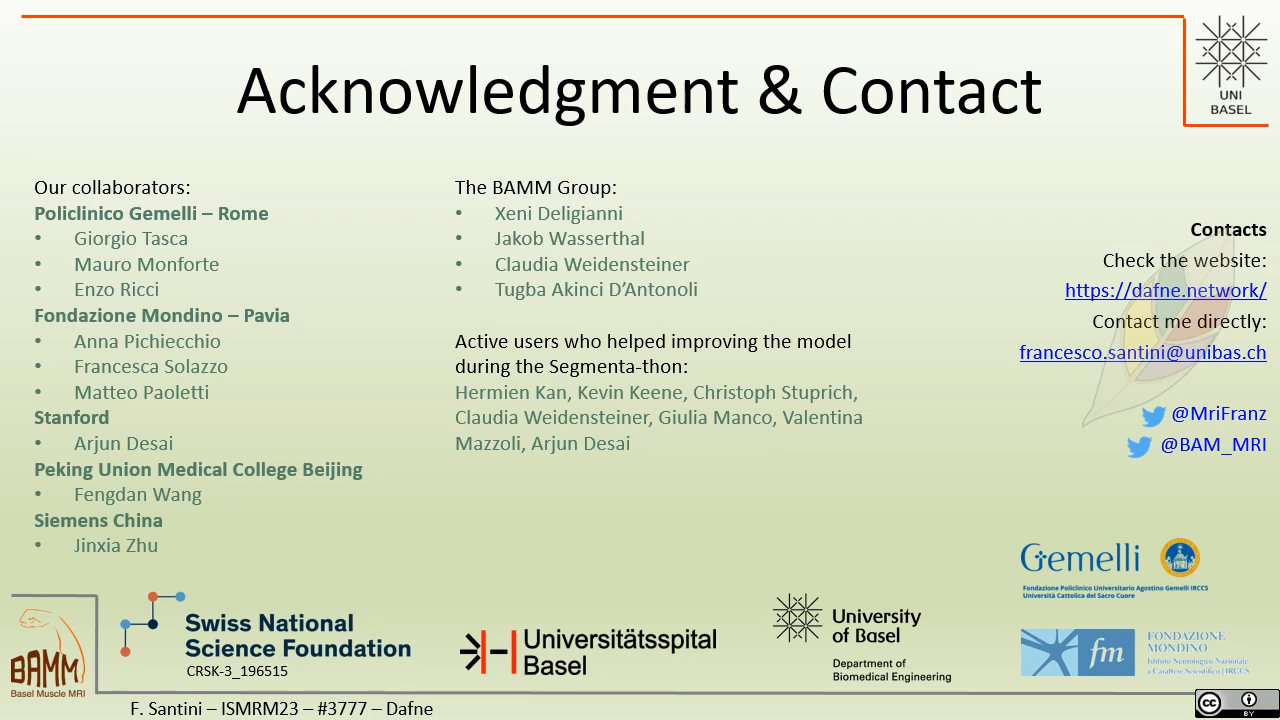 Acknowledgment & Contact
UNI
BASEL
Our collaborators:
Policlinico Gemelli – Rome
• Giorgio Tasca
• Mauro Monforte
• Enzo Ricci
Fondazione Mondino – Pavia
• Anna Pichiecchio
• Francesca Solazzo
• Matteo Paoletti
Stanford
• Arjun Desai
Peking Union Medical College Beijing
• Fengdan Wang
Siemens China
• Jinxia Zhu
The BAMM Group:
• Xeni Deligianni
• Jakob Wasserthal
• Claudia Weidensteiner
• Tugba Akinci D’Antonoli
Active users who helped improving the model
during the Segmenta-thon:
Hermien Kan, Kevin Keene, Christoph Stuprich,
Claudia Weidensteiner, Giulia Manco, Valentina
Mazzoli, Arjun Desai
Contacts
Check the website:
https://dafne.network/
Contact me directly:
francesco.santini@unibas.ch
@MriFranz
@BAM_MRI
Gemelli
Fondazione Policlinico Universitario Agostino Gemelli IRCCS
Università Cattolica del Sacro Cuore
BAMM
Basel Muscle MRI
Swiss National
Science Foundation
CRSK-3_196515
Universitätsspital
Basel
University
of Basel
Department of
Biomedical Engineering
fm
FONDAZIONE
MONDINO
Istituto Neurologico Nazionale
a Carattere Scientifico | IRCCS
F. Santini – ISMRM23 – #3777 – Dafne
cc
BY